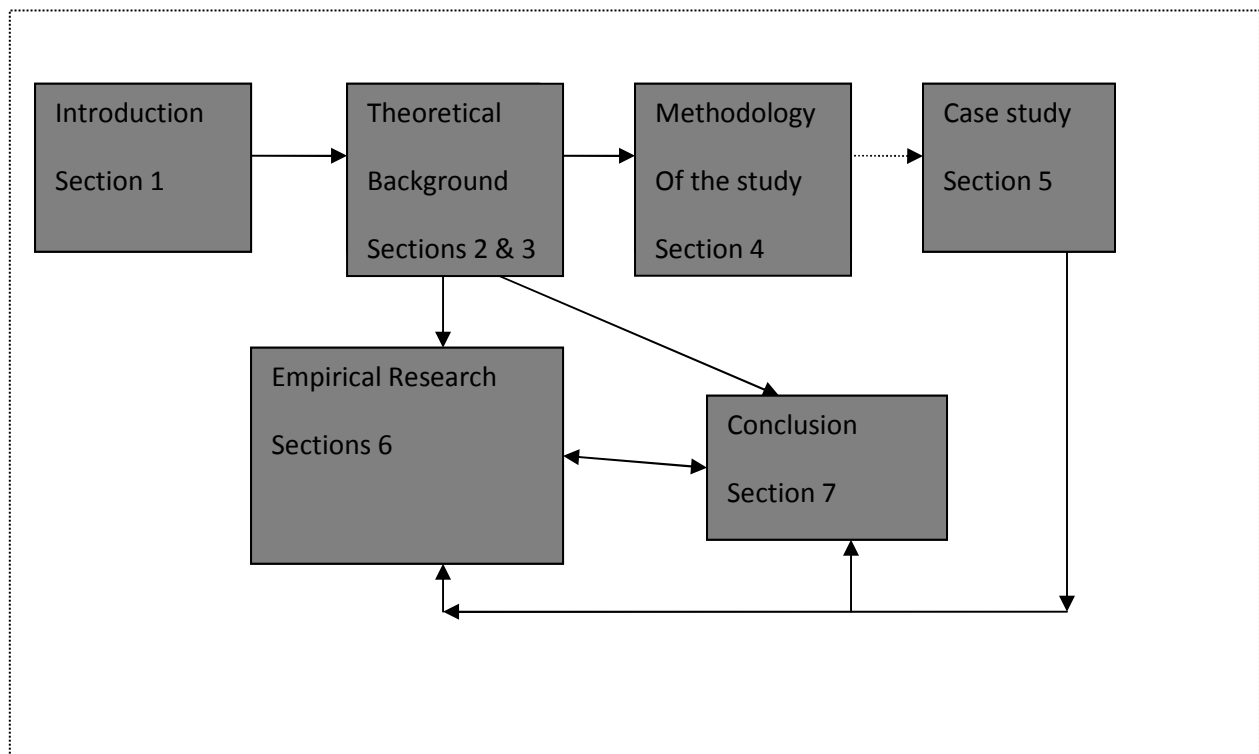 Introduction
Section 1
Theoretical
Background
Sections 2 & 3
Methodology
Of the study
Section 4
Case study
Section 5
Empirical Research
Sections 6
Conclusion
Section 7